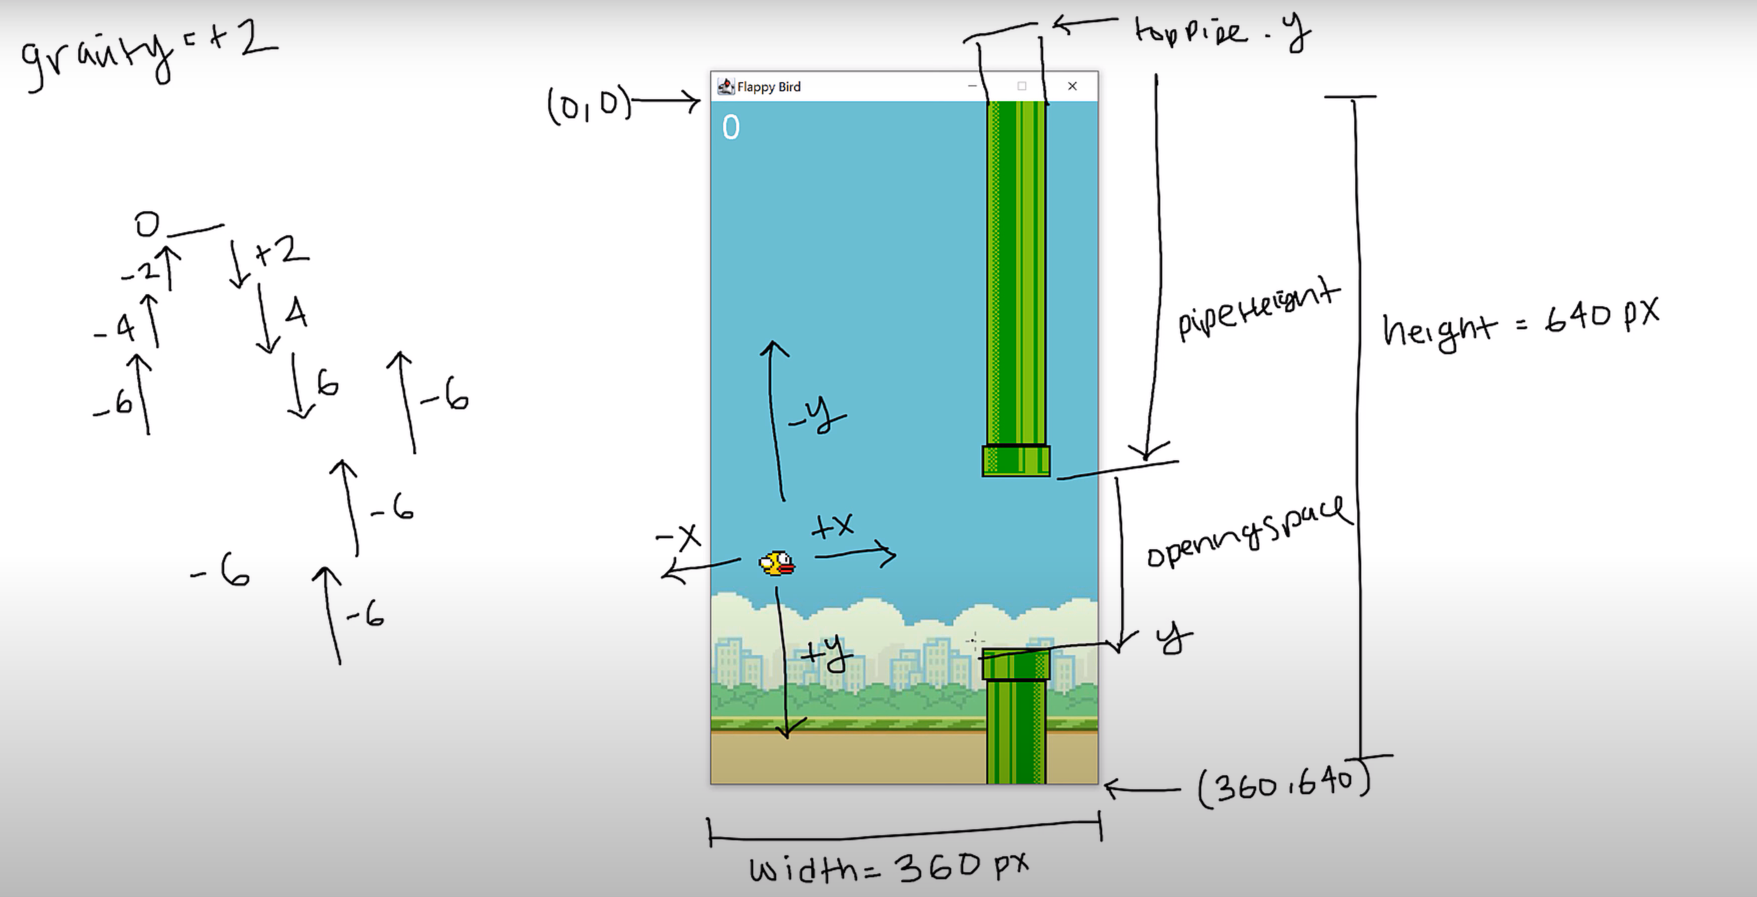 gravity = +2
toppipe.y
(0,0)
Flappy Bird
0
0
-2
+2
-4
4
-6
6
-6
-6
-6
-6
-y
-x
+x
+y
pipeHeight
height = 640 px
openingspace
y
(360,640)
width = 360 px